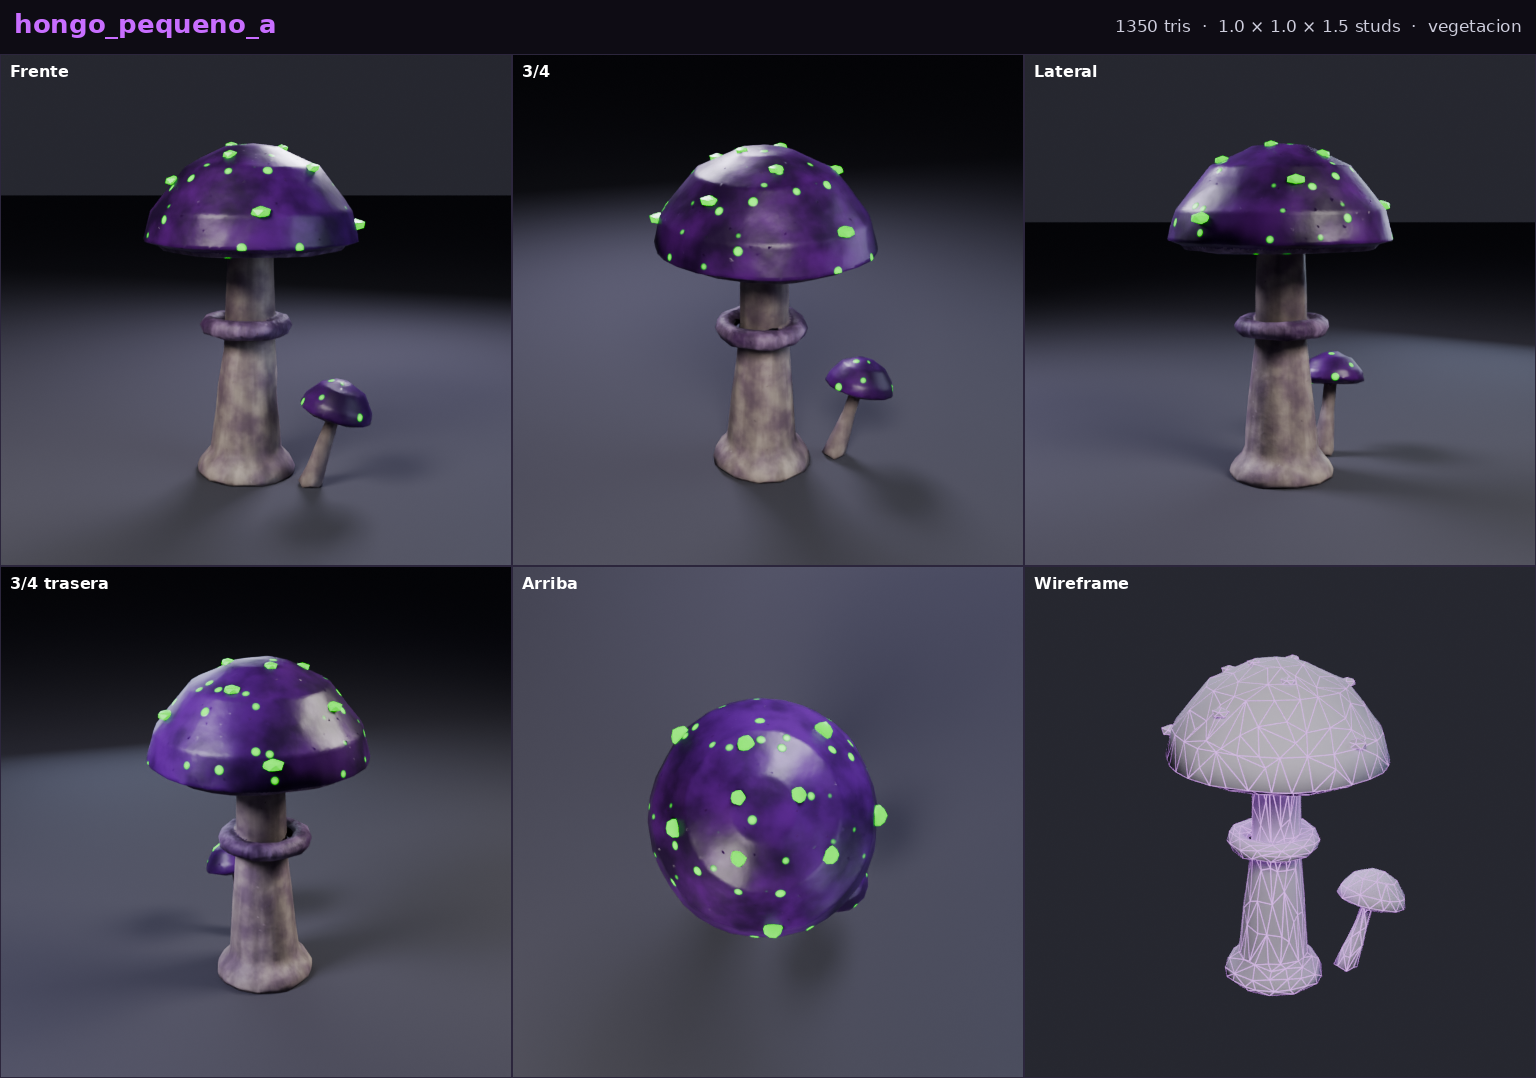 hongo_pequeno_a
1350 tris · 1.0 × 1.0 × 1.5 studs · vegetacion
Frente
3/4
Lateral
3/4 trasera
Arriba
Wireframe